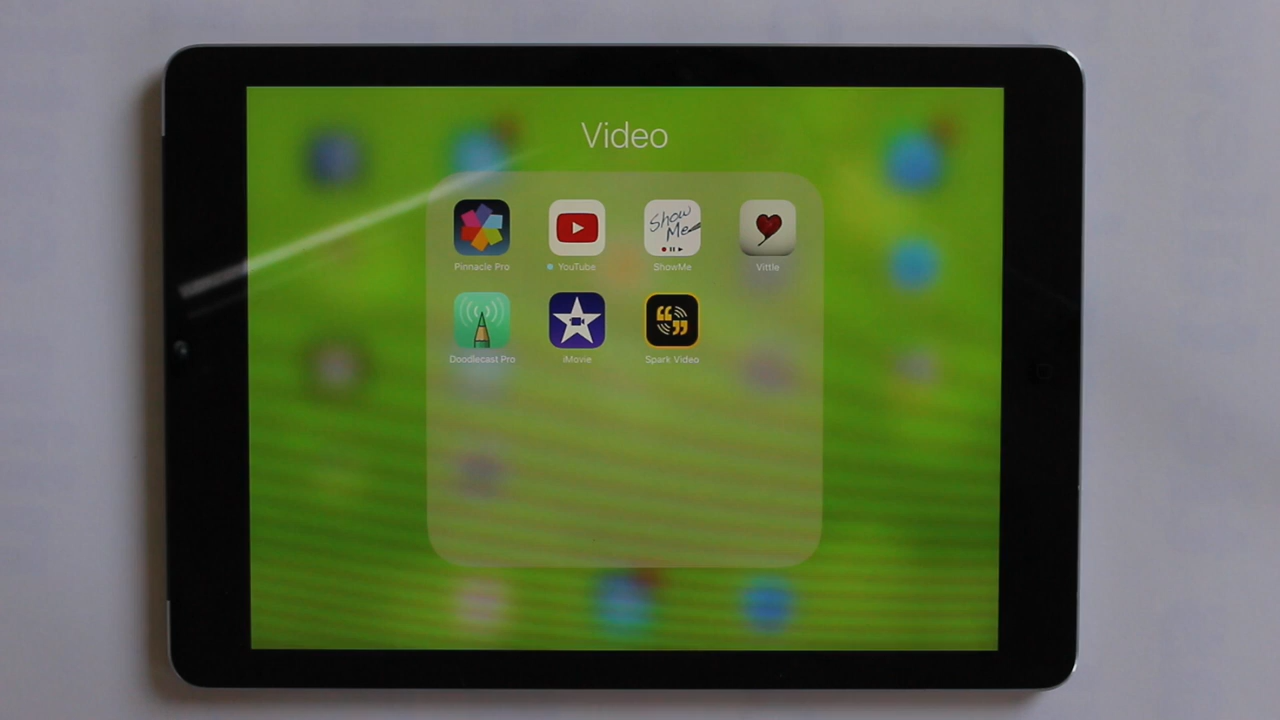 Video
Show
Me
Pinnacle Pro
YouTube
ShowMe
Vittle
Doodlecast Pro
iMovie
Spark Video